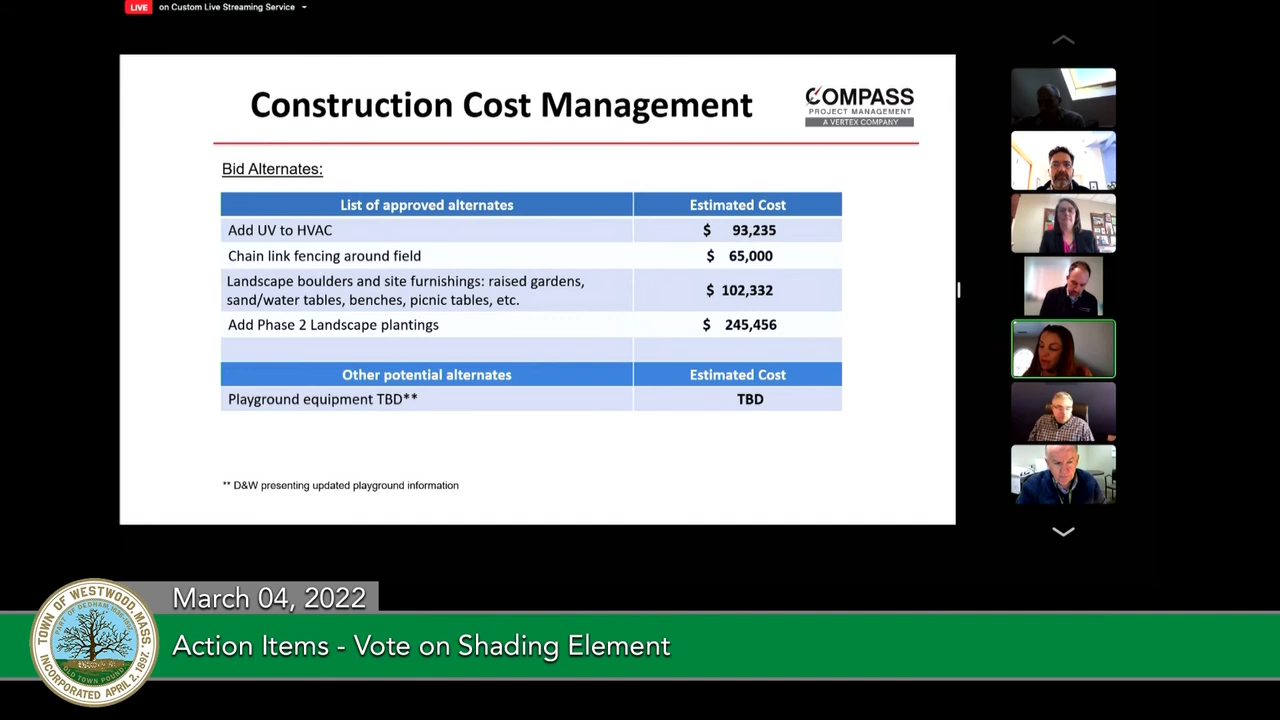 LIVE on Custom Live Streaming Service
Construction Cost Management
COMPASS
PROJECT MANAGEMENT
A VERTEX COMPANY
Bid Alternates:
List of approved alternates Estimated Cost
Add UV to HVAC $ 93,235
Chain link fencing around field $ 65,000
Landscape boulders and site furnishings: raised gardens,
sand/water tables, benches, picnic tables, etc. $ 102,332
Add Phase 2 Landscape plantings $ 245,456
Other potential alternates Estimated Cost
Playground equipment TBD** TBD
** D&W presenting updated playground information
March 04, 2022
Action Items - Vote on Shading Element
TOWN OF WESTWOOD, MASS.
OLD TOWN POUND
INCORPORATED APRIL 2, 1897.